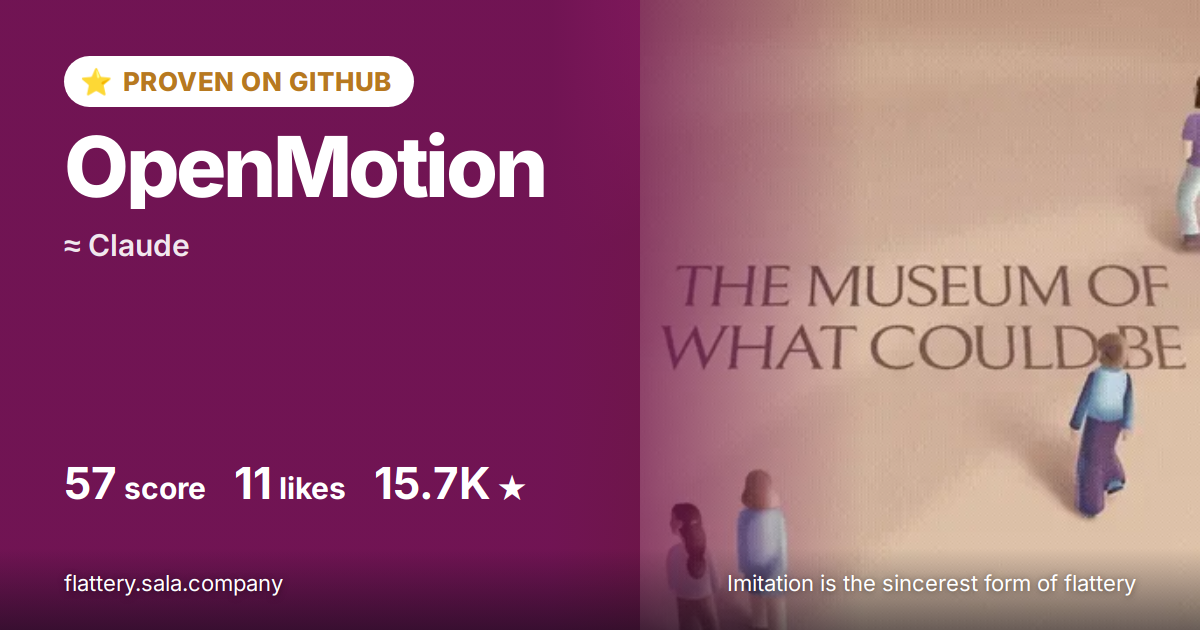 ⭐ PROVEN ON GITHUB
OpenMotion
≈ Claude
57 score 11 likes 15.7K ★
THE MUSEUM OF
WHAT COULD BE
flattery.sala.company
Imitation is the sincerest form of flattery